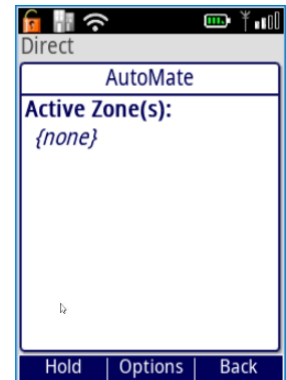 Direct
AutoMate
Active Zone(s):
{none}
Hold Options Back